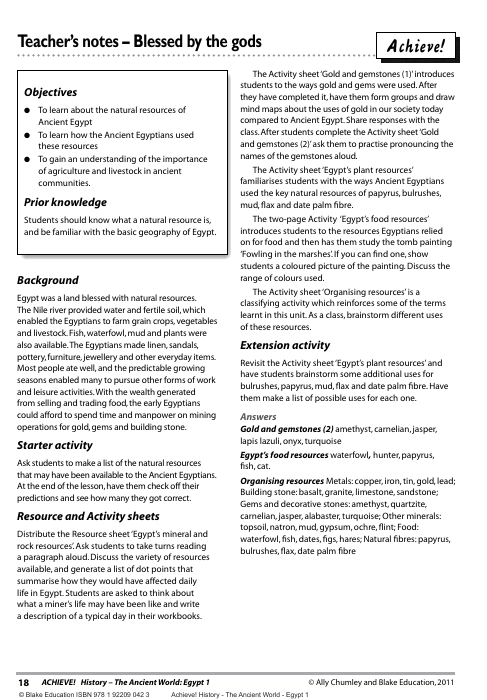 Teacher's notes – Blessed by the gods
Achieve!
Objectives
● To learn about the natural resources of
Ancient Egypt
● To learn how the Ancient Egyptians used
these resources
● To gain an understanding of the importance
of agriculture and livestock in ancient
communities.
Prior knowledge
Students should know what a natural resource is,
and be familiar with the basic geography of Egypt.
Background
Egypt was a land blessed with natural resources.
The Nile river provided water and fertile soil, which
enabled the Egyptians to farm grain crops, vegetables
and livestock. Fish, waterfowl, mud and plants were
also available. The Egyptians made linen, sandals,
pottery, furniture, jewellery and other everyday items.
Most people ate well, and the predictable growing
seasons enabled many to pursue other forms of work
and leisure activities. With the wealth generated
from selling and trading food, the early Egyptians
could afford to spend time and manpower on mining
operations for gold, gems and building stone.
Starter activity
Ask students to make a list of the natural resources
that may have been available to the Ancient Egyptians.
At the end of the lesson, have them check off their
predictions and see how many they got correct.
Resource and Activity sheets
Distribute the Resource sheet 'Egypt's mineral and
rock resources'. Ask students to take turns reading
a paragraph aloud. Discuss the variety of resources
available, and generate a list of dot points that
summarise how they would have affected daily
life in Egypt. Students are asked to think about
what a miner's life may have been like and write
a description of a typical day in their workbooks.
The Activity sheet 'Gold and gemstones (1)' introduces
students to the ways gold and gems were used. After
they have completed it, have them form groups and draw
mind maps about the uses of gold in our society today
compared to Ancient Egypt. Share responses with the
class. After students complete the Activity sheet 'Gold
and gemstones (2)' ask them to practise pronouncing the
names of the gemstones aloud.
The Activity sheet 'Egypt's plant resources'
familiarises students with the ways Ancient Egyptians
used the key natural resources of papyrus, bulrushes,
mud, flax and date palm fibre.
The two-page Activity 'Egypt's food resources'
introduces students to the resources Egyptians relied
on for food and then has them study the tomb painting
'Fowling in the marshes'. If you can find one, show
students a coloured picture of the painting. Discuss the
range of colours used.
The Activity sheet 'Organising resources' is a
classifying activity which reinforces some of the terms
learnt in this unit. As a class, brainstorm different uses
of these resources.
Extension activity
Revisit the Activity sheet 'Egypt's plant resources' and
have students brainstorm some additional uses for
bulrushes, papyrus, mud, flax and date palm fibre. Have
them make a list of possible uses for each one.
Answers
Gold and gemstones (2) amethyst, carnelian, jasper,
lapis lazuli, onyx, turquoise
Egypt's food resources waterfowl, hunter, papyrus,
fish, cat.
Organising resources Metals: copper, iron, tin, gold, lead;
Building stone: basalt, granite, limestone, sandstone;
Gems and decorative stones: amethyst, quartzite,
carnelian, jasper, alabaster, turquoise; Other minerals:
topsoil, natron, mud, gypsum, ochre, flint; Food:
waterfowl, fish, dates, figs, hares; Natural fibres: papyrus,
bulrushes, flax, date palm fibre
18 ACHIEVE! History – The Ancient World: Egypt 1 © Ally Chumley and Blake Education, 2011
© Blake Education ISBN 978 1 92209 042 3 Achieve! History - The Ancient World - Egypt 1